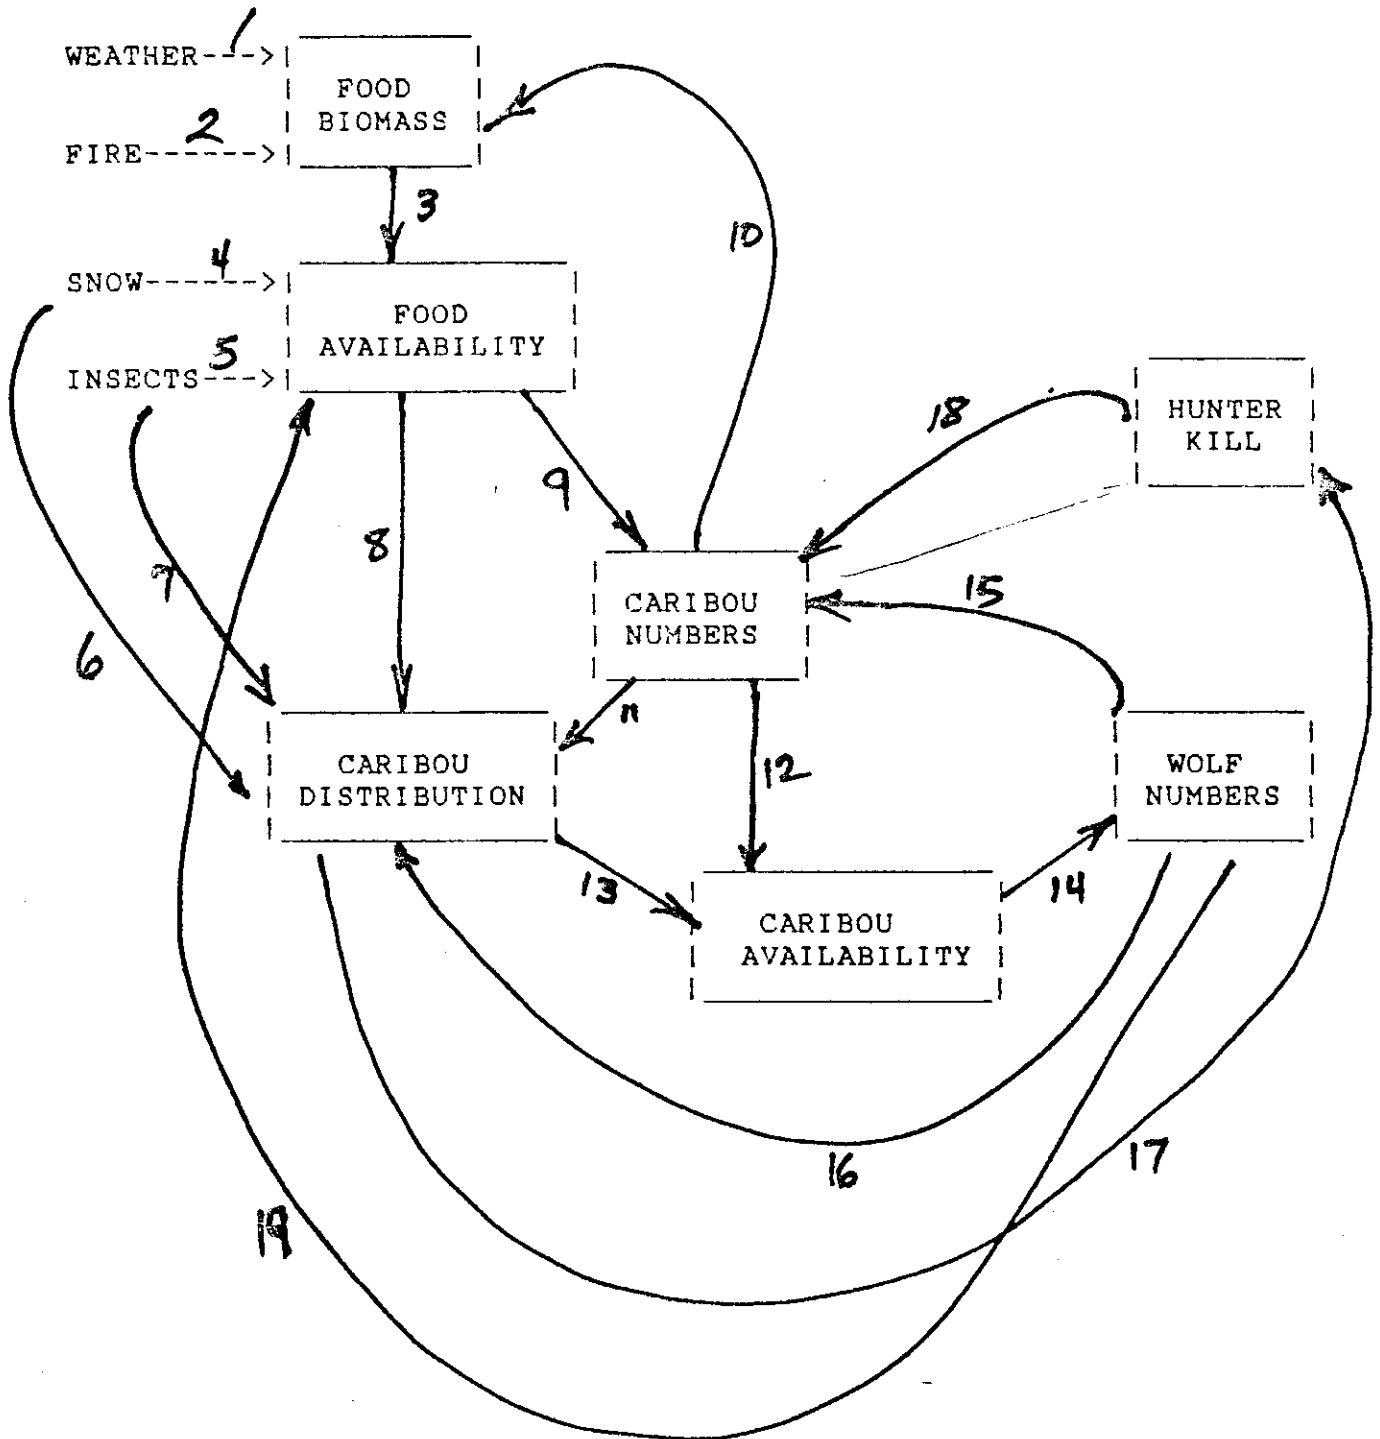 1
WEATHER--->
FOOD
BIOMASS
2
FIRE------>
3
10
4
SNOW------>
FOOD
AVAILABILITY
5
INSECTS--->
HUNTER
KILL
18
9
8
7
15
CARIBOU
NUMBERS
6
11
12
CARIBOU
DISTRIBUTION
WOLF
NUMBERS
13
14
CARIBOU
AVAILABILITY
16
17
19